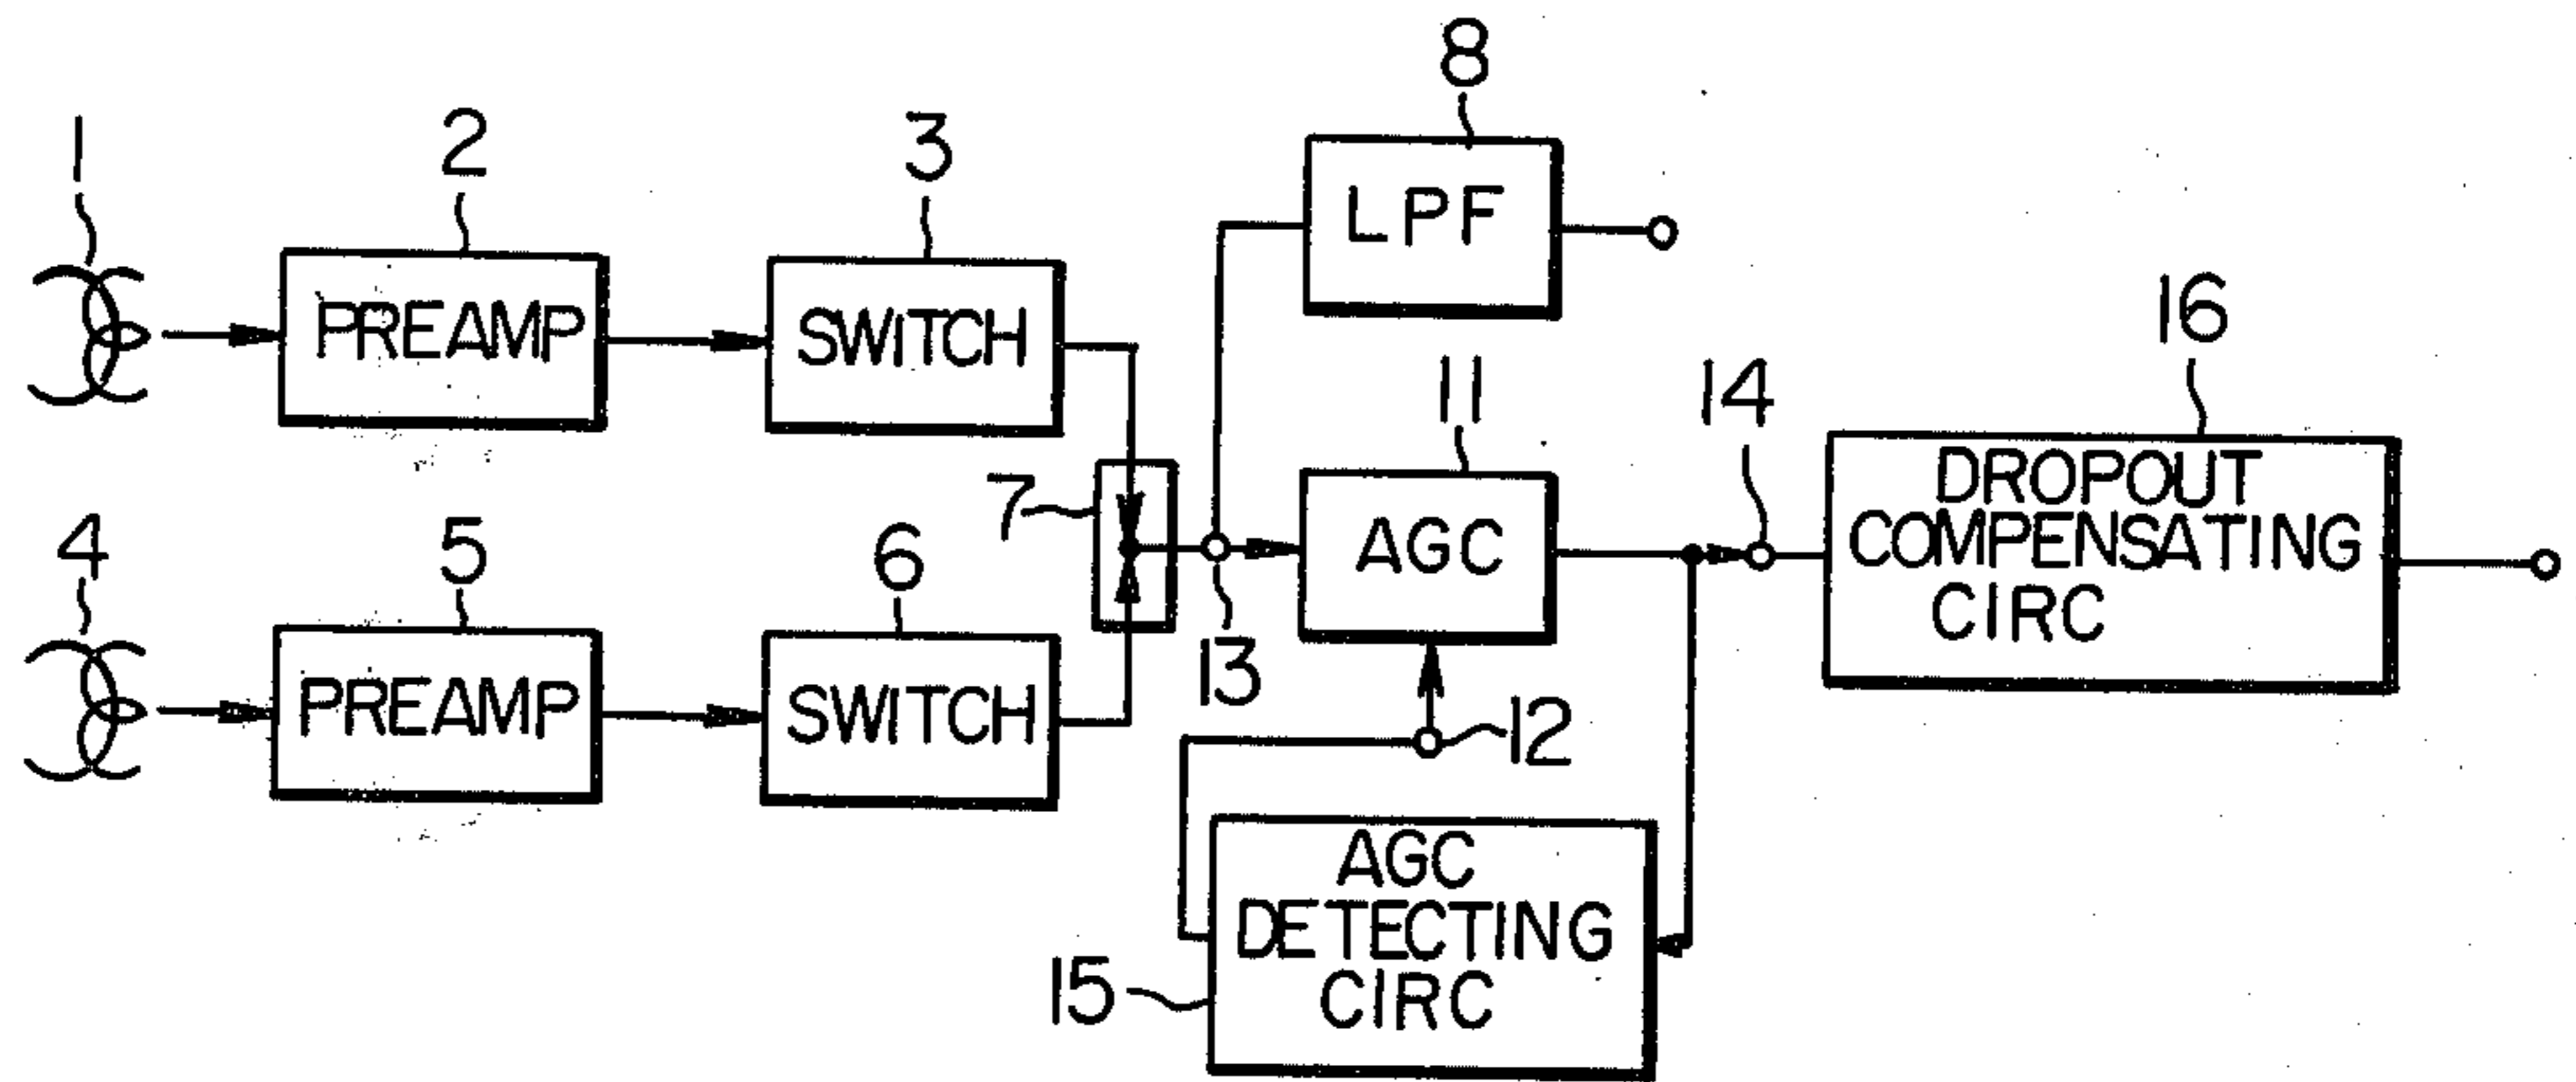 8
1
2
3
LPF
PREAMP
SWITCH
16
11
14
7
DROPOUT
COMPENSATING
CIRC
AGC
4
5
6
13
PREAMP
SWITCH
12
AGC
DETECTING
CIRC
15